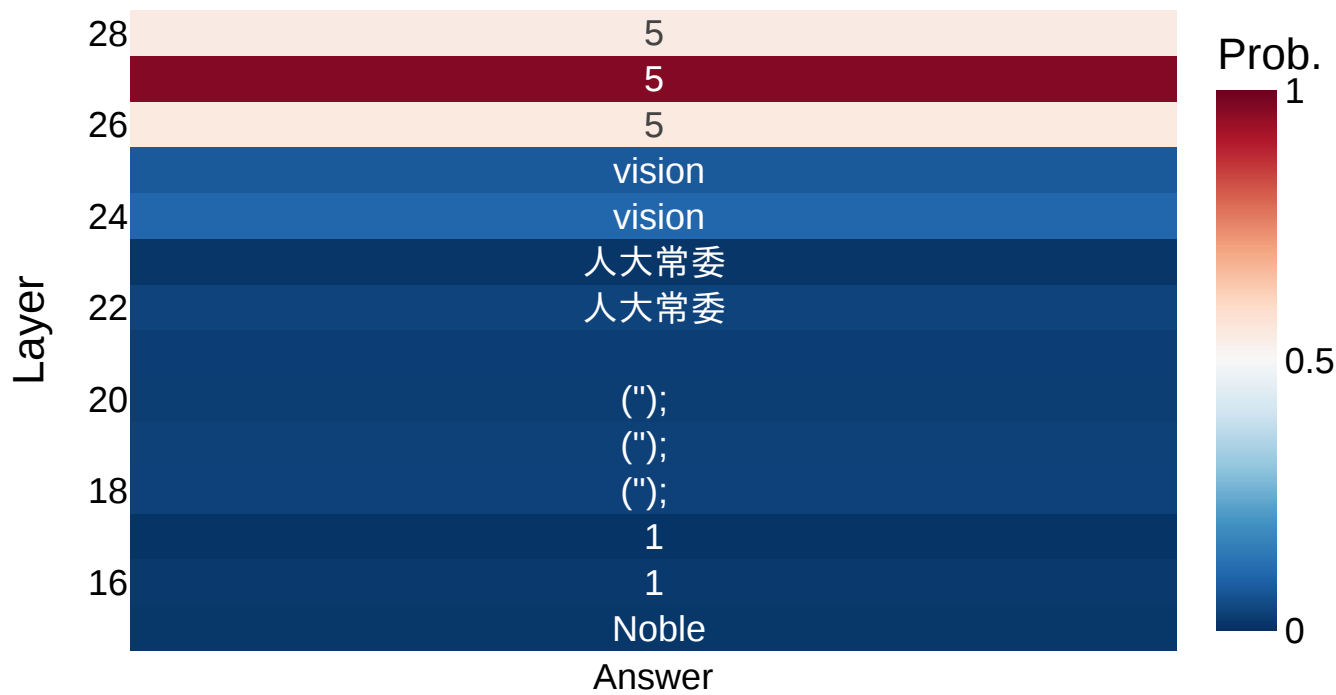 Prob.
28 5 1
5
26 5
vision
24 vision
人大常委
22 人大常委
0.5
20 (");
(");
18 (");
1
16 1
Noble 0
Layer
Answer